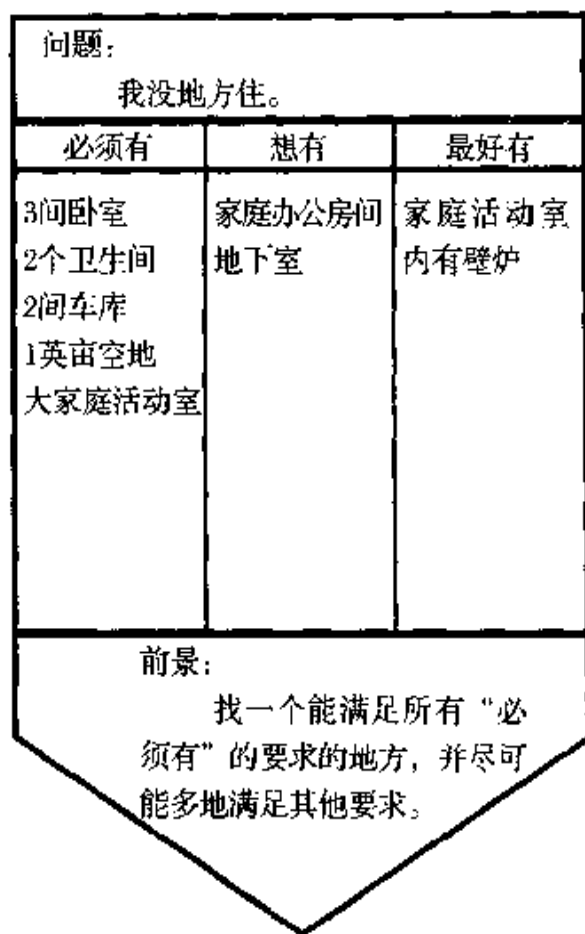 问题:
我没地方住。
必须有 想有 最好有
3间卧室
2个卫生间
2间车库
1英亩空地
大家庭活动室
家庭办公房间
地下室
家庭活动室
内有壁炉
前景:
找一个能满足所有“必
须有”的要求的地方，并尽可
能多地满足其他要求。